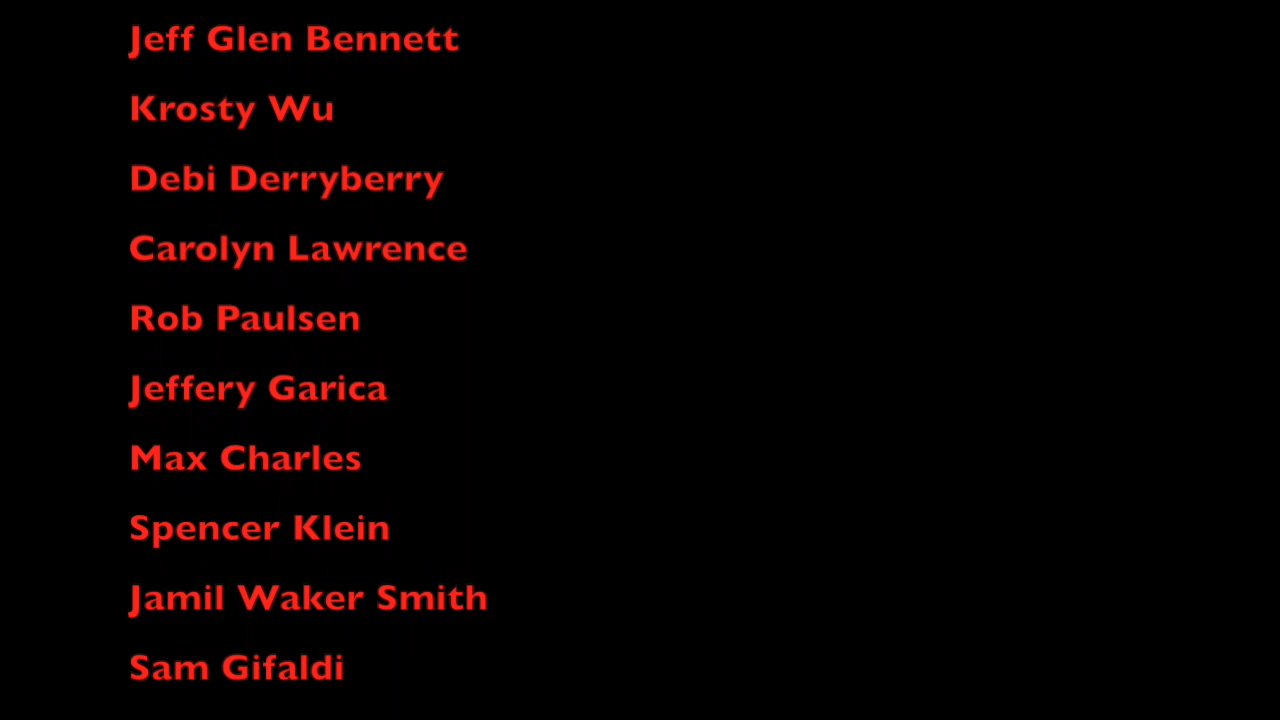 Jeff Glen Bennett
Krosty Wu
Debi Derryberry
Carolyn Lawrence
Rob Paulsen
Jeffery Garica
Max Charles
Spencer Klein
Jamil Waker Smith
Sam Gifaldi